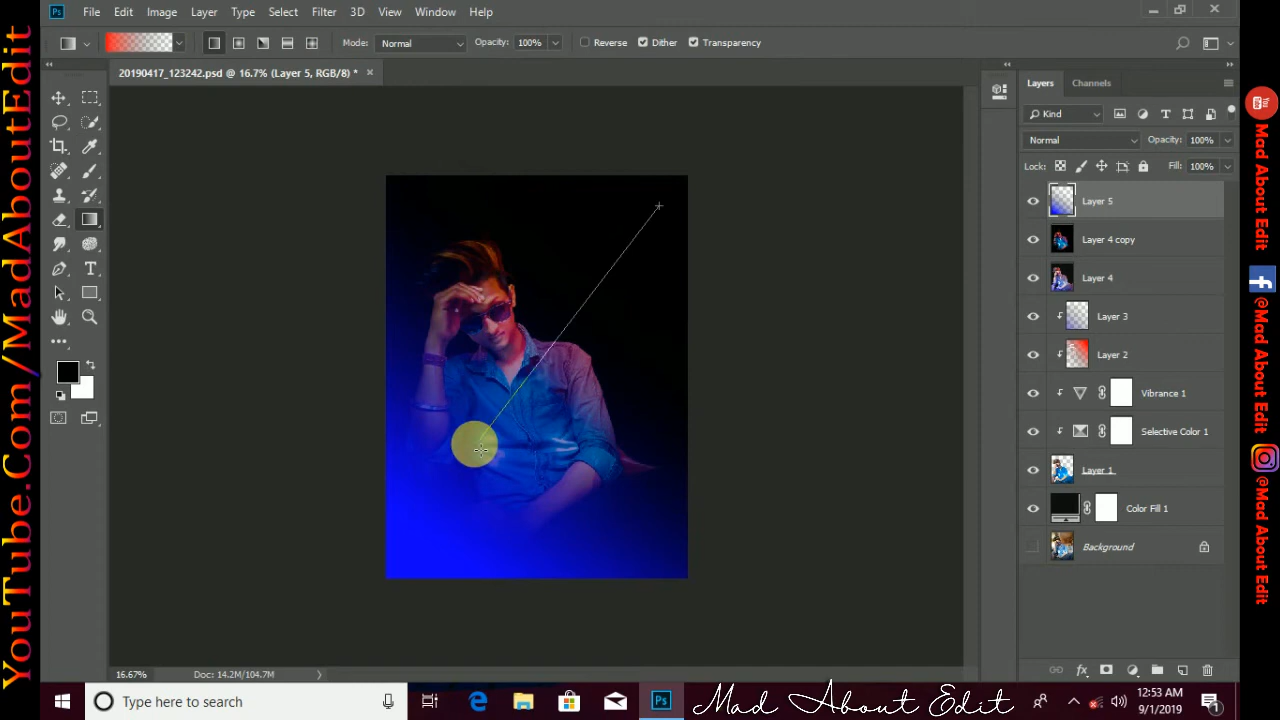 YouTube.Com/MadAboutEdit
Ps File Edit Image Layer Type Select Filter 3D View Window Help
Mode: Normal Opacity: 100% Reverse Dither Transparency
20190417_123242.psd @ 16.7% (Layer 5, RGB/8) *
Layers Channels
Kind
Normal Opacity: 100%
Lock: Fill: 100%
Layer 5
Layer 4 copy
Layer 4
Layer 3
Layer 2
Vibrance 1
Selective Color 1
Layer 1
Color Fill 1
Background
16.67% Doc: 14.2M/104.7M
Type here to search
Ps
Mad About Edit
12:53 AM
9/1/2019
1
Mad About Edit
@Mad About Edit
@Mad About Edit